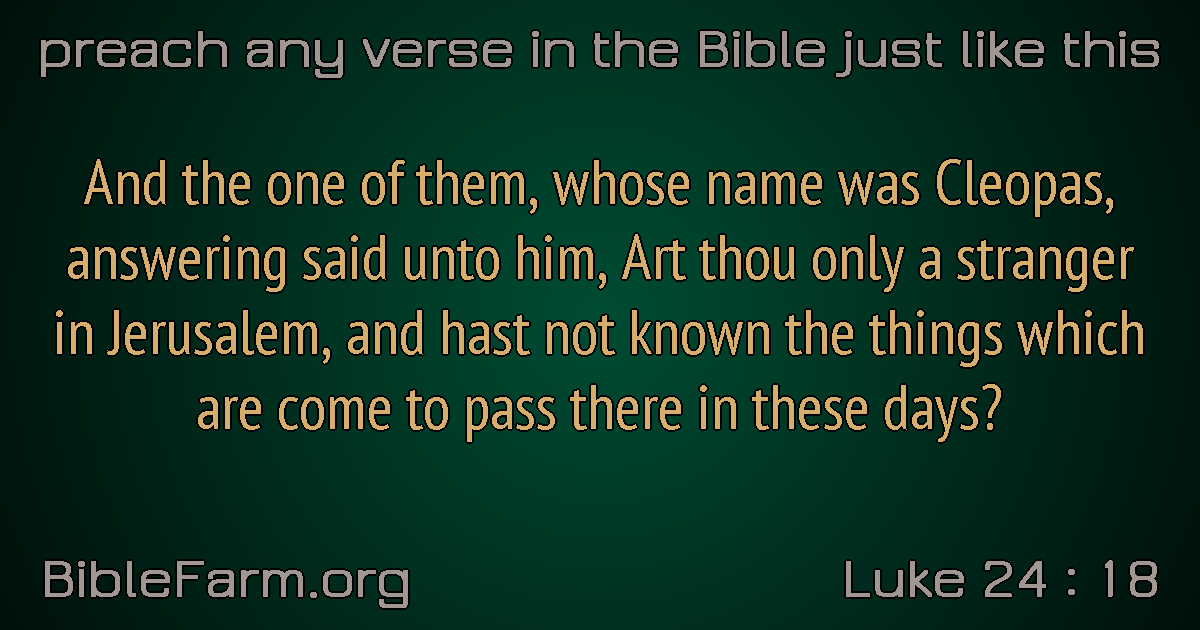 preach any verse in the Bible just like this
And the one of them, whose name was Cleopas,
answering said unto him, Art thou only a stranger
in Jerusalem, and hast not known the things which
are come to pass there in these days?
BibleFarm.org
Luke 24 : 18